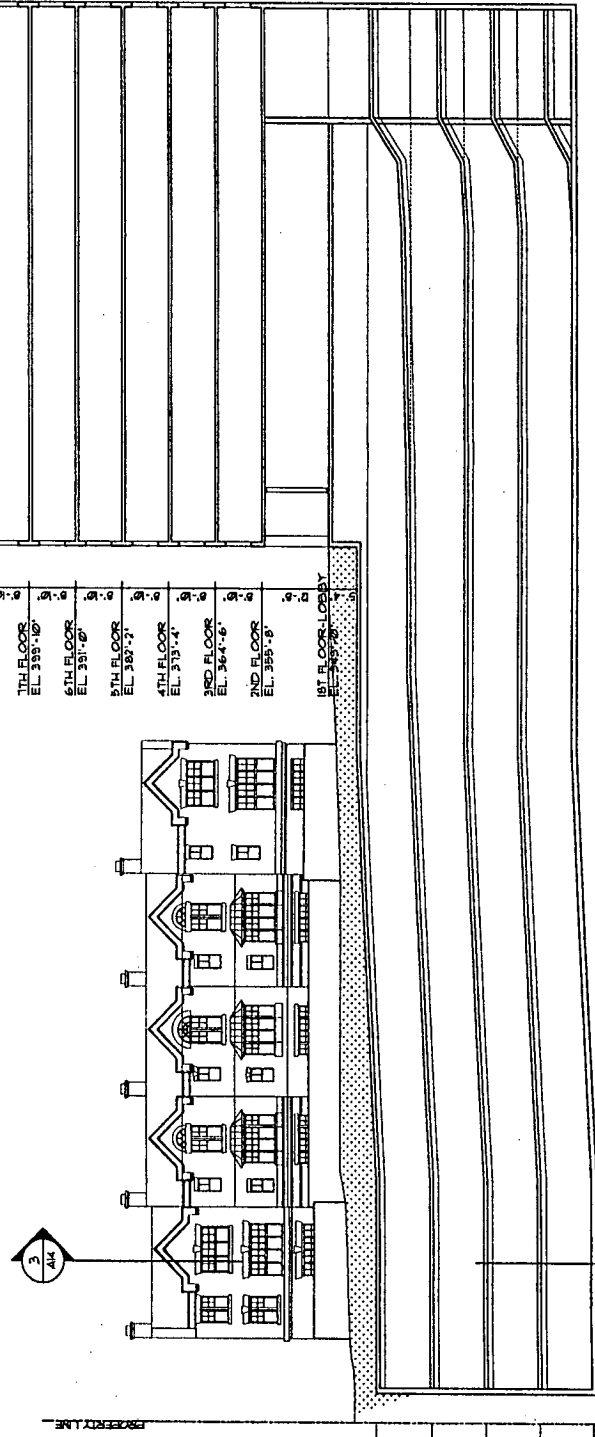 7TH FLOOR
EL. 399'-10"
6TH FLOOR
EL. 391'-0"
5TH FLOOR
EL. 382'-2"
4TH FLOOR
EL. 373'-4"
3RD FLOOR
EL. 364'-6"
2ND FLOOR
EL. 355'-8"
1ST FLOOR-LOBBY
EL.
3
A14
PROPERTY LINE